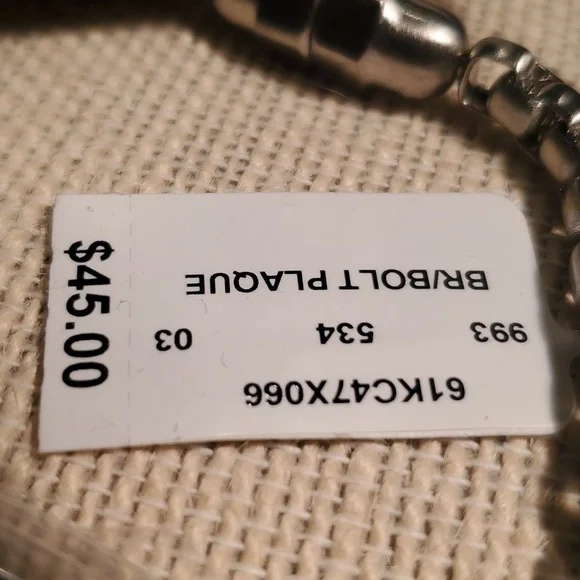 61KC47X066
993 534 03
BR/BOLT PLAQUE
$45.00